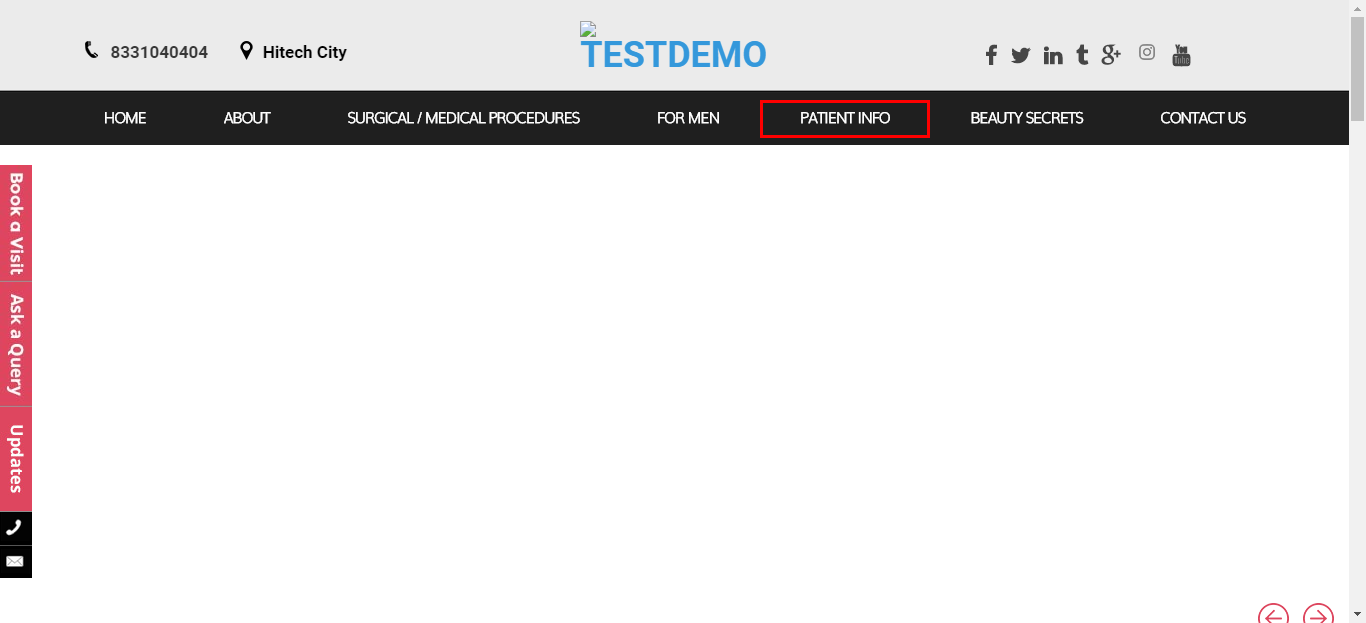 8331040404
Hitech City
TESTDEMO
HOME
ABOUT
SURGICAL / MEDICAL PROCEDURES
FOR MEN
PATIENT INFO
BEAUTY SECRETS
CONTACT US
Book a Visit
Ask a Query
Updates